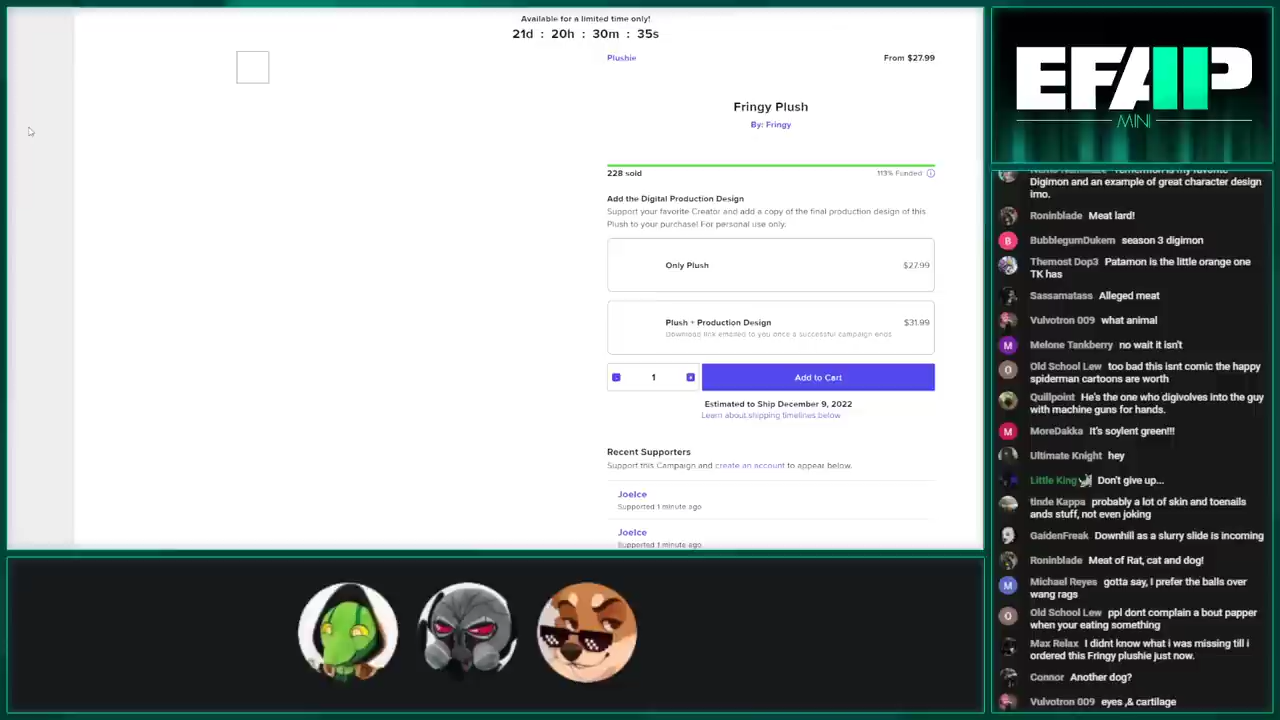 Available for a limited time only!
21d : 20h : 30m : 35s
Plushie
From $27.99
Fringy Plush
By: Fringy
228 sold
113% Funded
Add the Digital Production Design
Support your favorite Creator and add a copy of the final production design of this
Plush to your purchase! For personal use only.
Only Plush
$27.99
Plush + Production Design
$31.99
Download link emailed to you once a successful campaign ends
- 1 +
Add to Cart
Estimated to Ship December 9, 2022
Learn about shipping timelines below
Recent Supporters
Support this Campaign and create an account to appear below.
JoeIce
Supported 1 minute ago
JoeIce
Supported 1 minute ago
EFAP
MINI
Digimon and an example of great character design
imo.
Roninblade Meat lard!
BubblegumDukem season 3 digimon
Themost Dop3 Patamon is the little orange one
TK has
Sassamatass Alleged meat
Vulvotron 009 what animal
Melone Tankberry no wait it isn't
Old School Lew too bad this isnt comic the happy
spiderman cartoons are worth
Quillpoint He's the one who digivolves into the guy
with machine guns for hands.
MoreDakka It's soylent green!!!
Ultimate Knight hey
Little King Don't give up...
tinde Kappa probably a lot of skin and toenails
ands stuff, not even joking
GaidenFreak Downhill as a slurry slide is incoming
Roninblade Meat of Rat, cat and dog!
Michael Reyes gotta say, I prefer the balls over
wang rags
Old School Lew ppl dont complain a bout papper
when your eating something
Max Relax I didnt know what i was missing till i
ordered this Fringy plushie just now.
Connor Another dog?
Vulvotron 009 eyes ,& cartilage